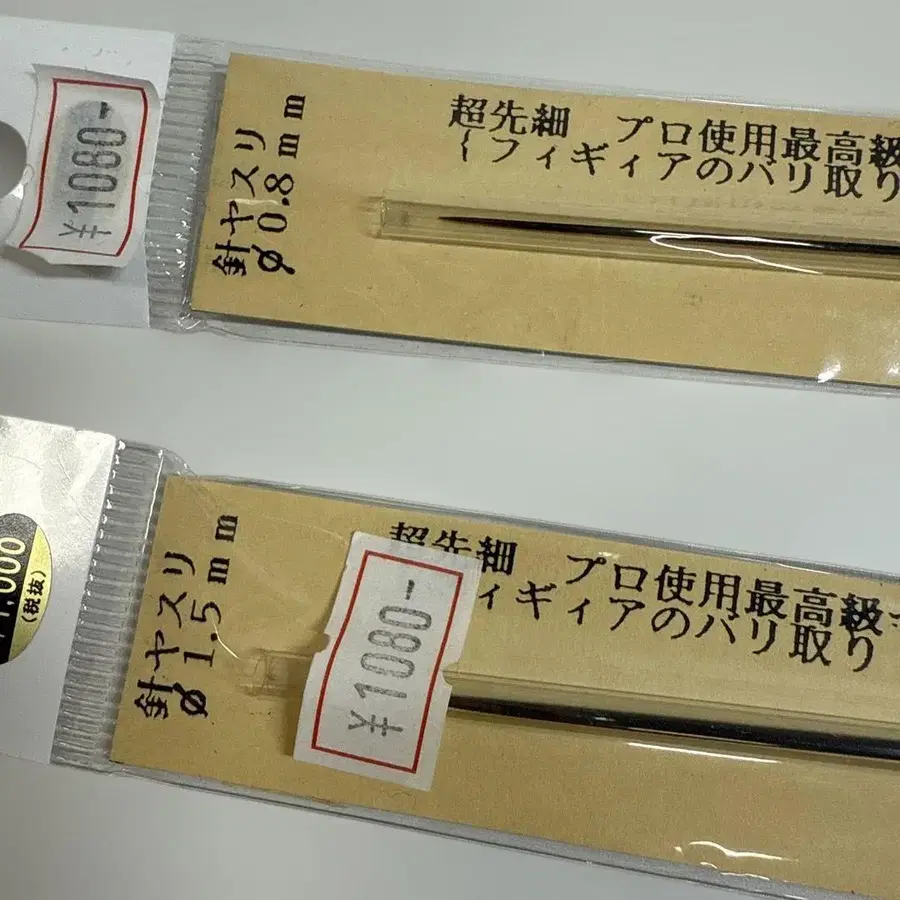 ¥1080-
針ヤスリ
φ0.8mm
超先細 プロ使用最高級
～フィギィアのバリ取り
000
(税抜)
針ヤスリ
φ1.5mm
¥1080-
超先細 プロ使用最高級
ィギィアのバリ取り